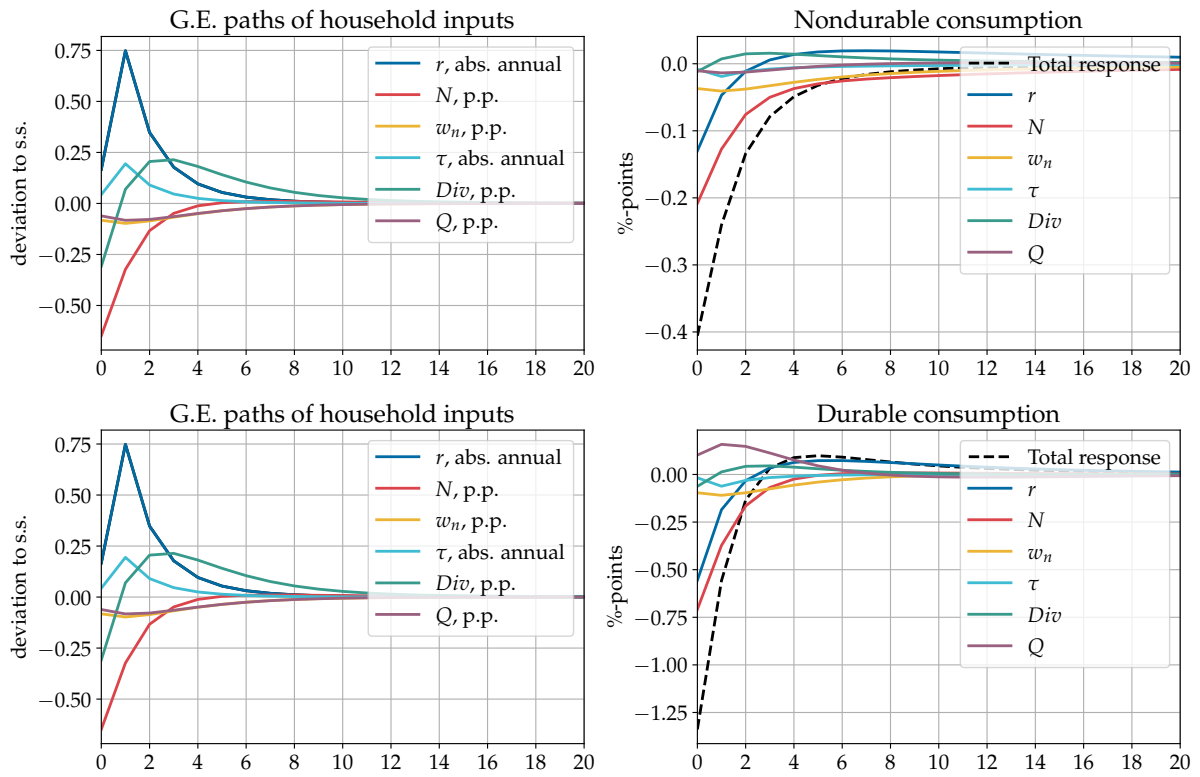 G.E. paths of household inputs
deviation to s.s.
0.75
0.50
0.25
0.00
−0.25
−0.50
0 2 4 6 8 10 12 14 16 18 20
r, abs. annual
N, p.p.
wₙ, p.p.
τ, abs. annual
Div, p.p.
Q, p.p.
Nondurable consumption
%-points
0.0
−0.1
−0.2
−0.3
−0.4
0 2 4 6 8 10 12 14 16 18 20
Total response
r
N
wₙ
τ
Div
Q
G.E. paths of household inputs
deviation to s.s.
0.75
0.50
0.25
0.00
−0.25
−0.50
0 2 4 6 8 10 12 14 16 18 20
r, abs. annual
N, p.p.
wₙ, p.p.
τ, abs. annual
Div, p.p.
Q, p.p.
Durable consumption
%-points
0.00
−0.25
−0.50
−0.75
−1.00
−1.25
0 2 4 6 8 10 12 14 16 18 20
Total response
r
N
wₙ
τ
Div
Q